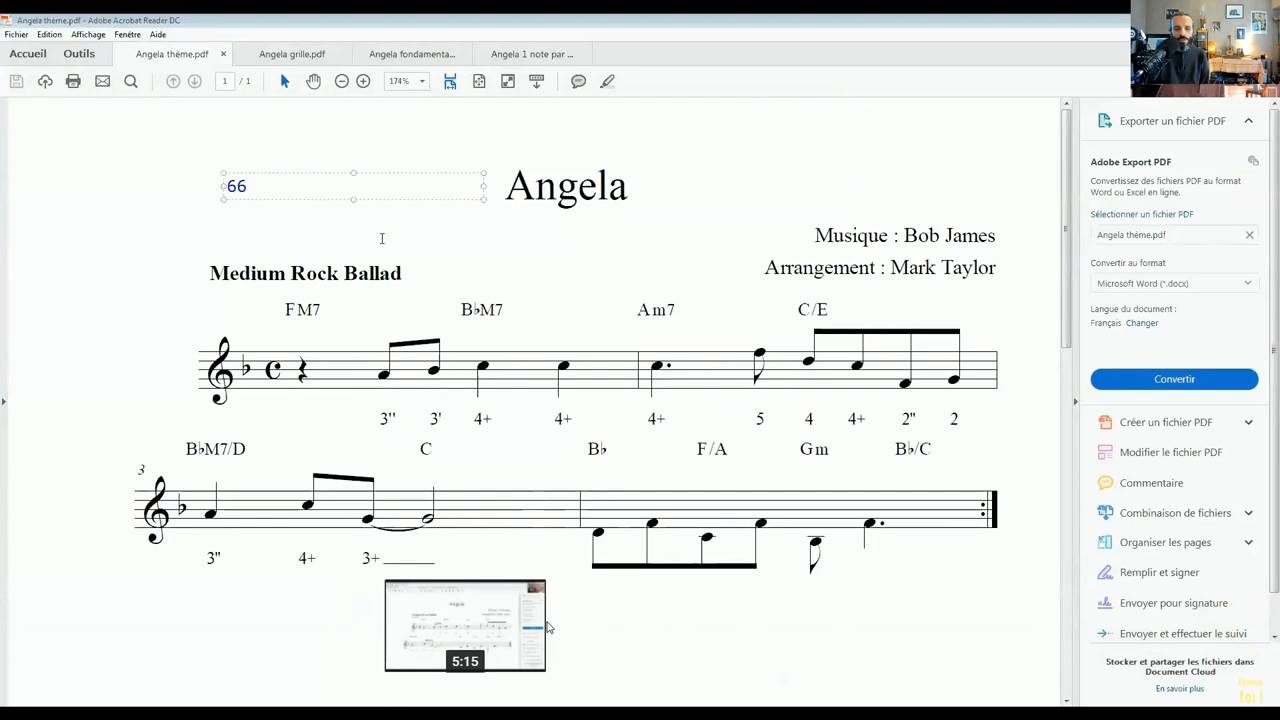 Angela thème.pdf - Adobe Acrobat Reader DC
Fichier Edition Affichage Fenêtre Aide
Accueil Outils Angela thème.pdf × Angela grille.pdf Angela fondamenta... Angela 1 note par ...
1 / 1 174%
66
Angela
Musique : Bob James
Arrangement : Mark Taylor
Medium Rock Ballad
FM7 B♭M7 Am7 C/E
3'' 3' 4+ 4+ 4+ 5 4 4+ 2'' 2
B♭M7/D C B♭ F/A Gm B♭/C
3
3'' 4+ 3+
5:15
Exporter un fichier PDF
Adobe Export PDF
Convertissez des fichiers PDF au format
Word ou Excel en ligne.
Sélectionner un fichier PDF
Angela thème.pdf
Convertir au format
Microsoft Word (*.docx)
Langue du document :
Français Changer
Convertir
Créer un fichier PDF
Modifier le fichier PDF
Commentaire
Combinaison de fichiers
Organiser les pages
Remplir et signer
Envoyer pour signature
Envoyer et effectuer le suivi
Stocker et partager les fichiers dans
Document Cloud
En savoir plus
toi !